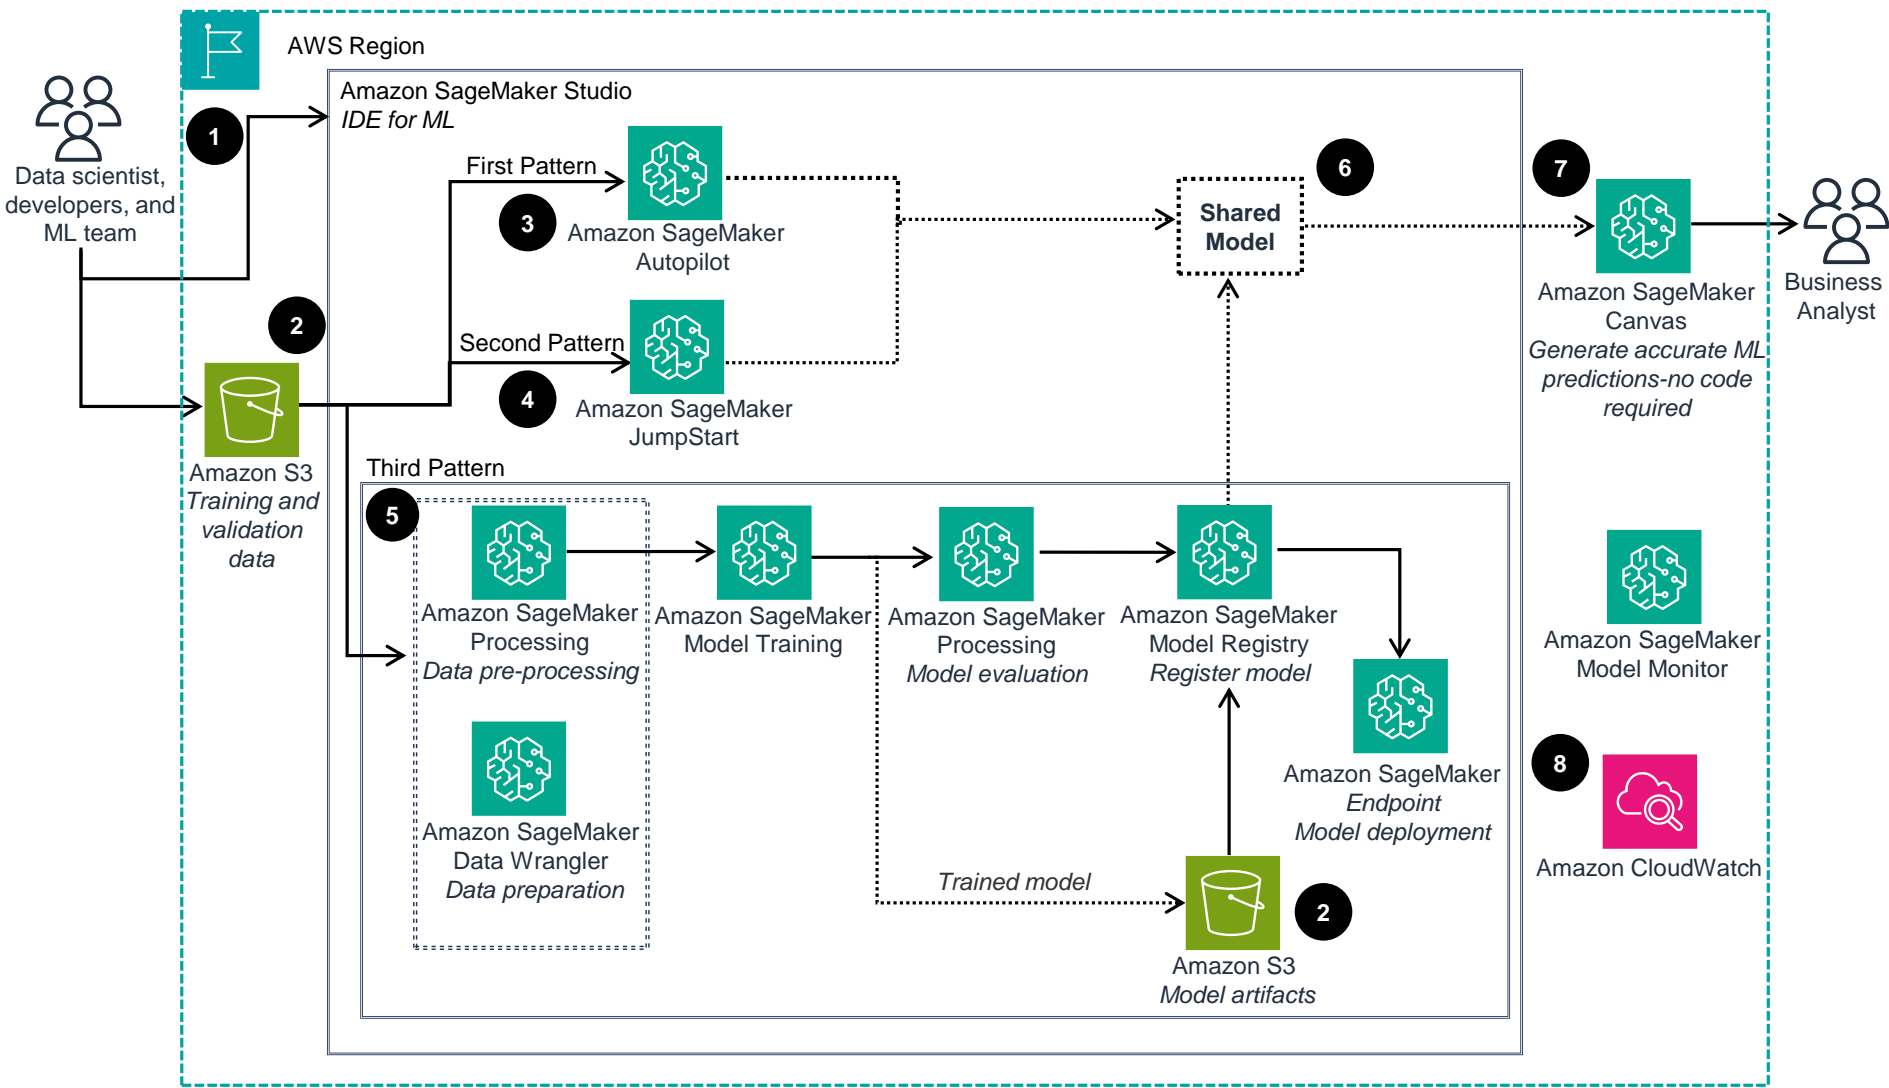 AWS Region
Amazon SageMaker Studio
IDE for ML
1
Data scientist,
developers, and
ML team
First Pattern
3
Amazon SageMaker
Autopilot
2
Second Pattern
4
Amazon SageMaker
JumpStart
Amazon S3
Training and
validation
data
6
Shared
Model
7
Amazon SageMaker
Canvas
Generate accurate ML
predictions-no code
required
Business
Analyst
Third Pattern
5
Amazon SageMaker
Processing
Data pre-processing
Amazon SageMaker
Data Wrangler
Data preparation
Amazon SageMaker
Model Training
Amazon SageMaker
Processing
Model evaluation
Amazon SageMaker
Model Registry
Register model
Amazon SageMaker
Endpoint
Model deployment
Trained model
2
Amazon S3
Model artifacts
Amazon SageMaker
Model Monitor
8
Amazon CloudWatch